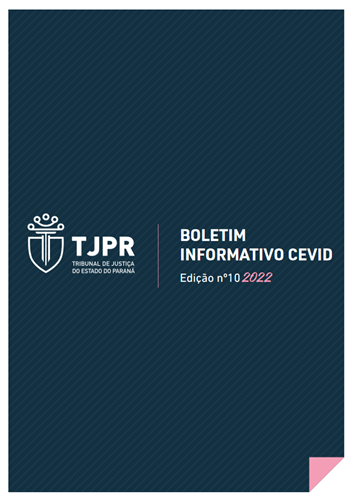 TJPR
TRIBUNAL DE JUSTIÇA
DO ESTADO DO PARANÁ
BOLETIM
INFORMATIVO CEVID
Edição nº10 2022